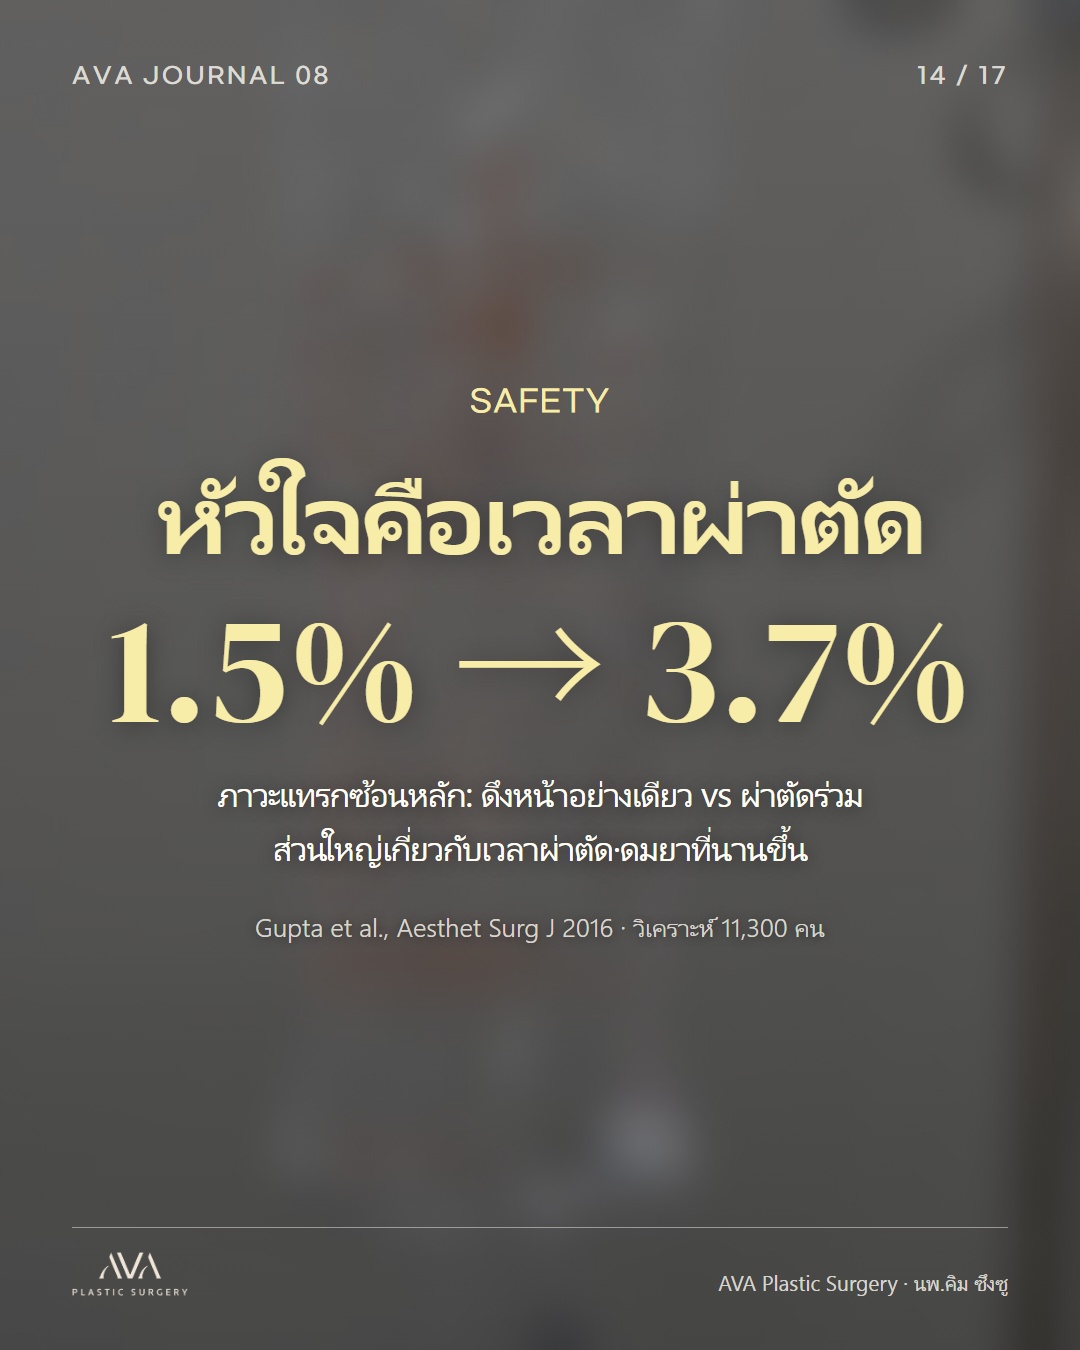 AVA JOURNAL 08
14 / 17
SAFETY
หัวใจคือเวลาผ่าตัด
1.5% → 3.7%
ภาวะแทรกซ้อนหลัก: ดึงหน้าอย่างเดียว vs ผ่าตัดร่วม
ส่วนใหญ่เกี่ยวกับเวลาผ่าตัด·ดมยาที่นานขึ้น
Gupta et al., Aesthet Surg J 2016 · วิเคราะห์ 11,300 คน
AVA
PLASTIC SURGERY
AVA Plastic Surgery · นพ.คิม ซึงซู